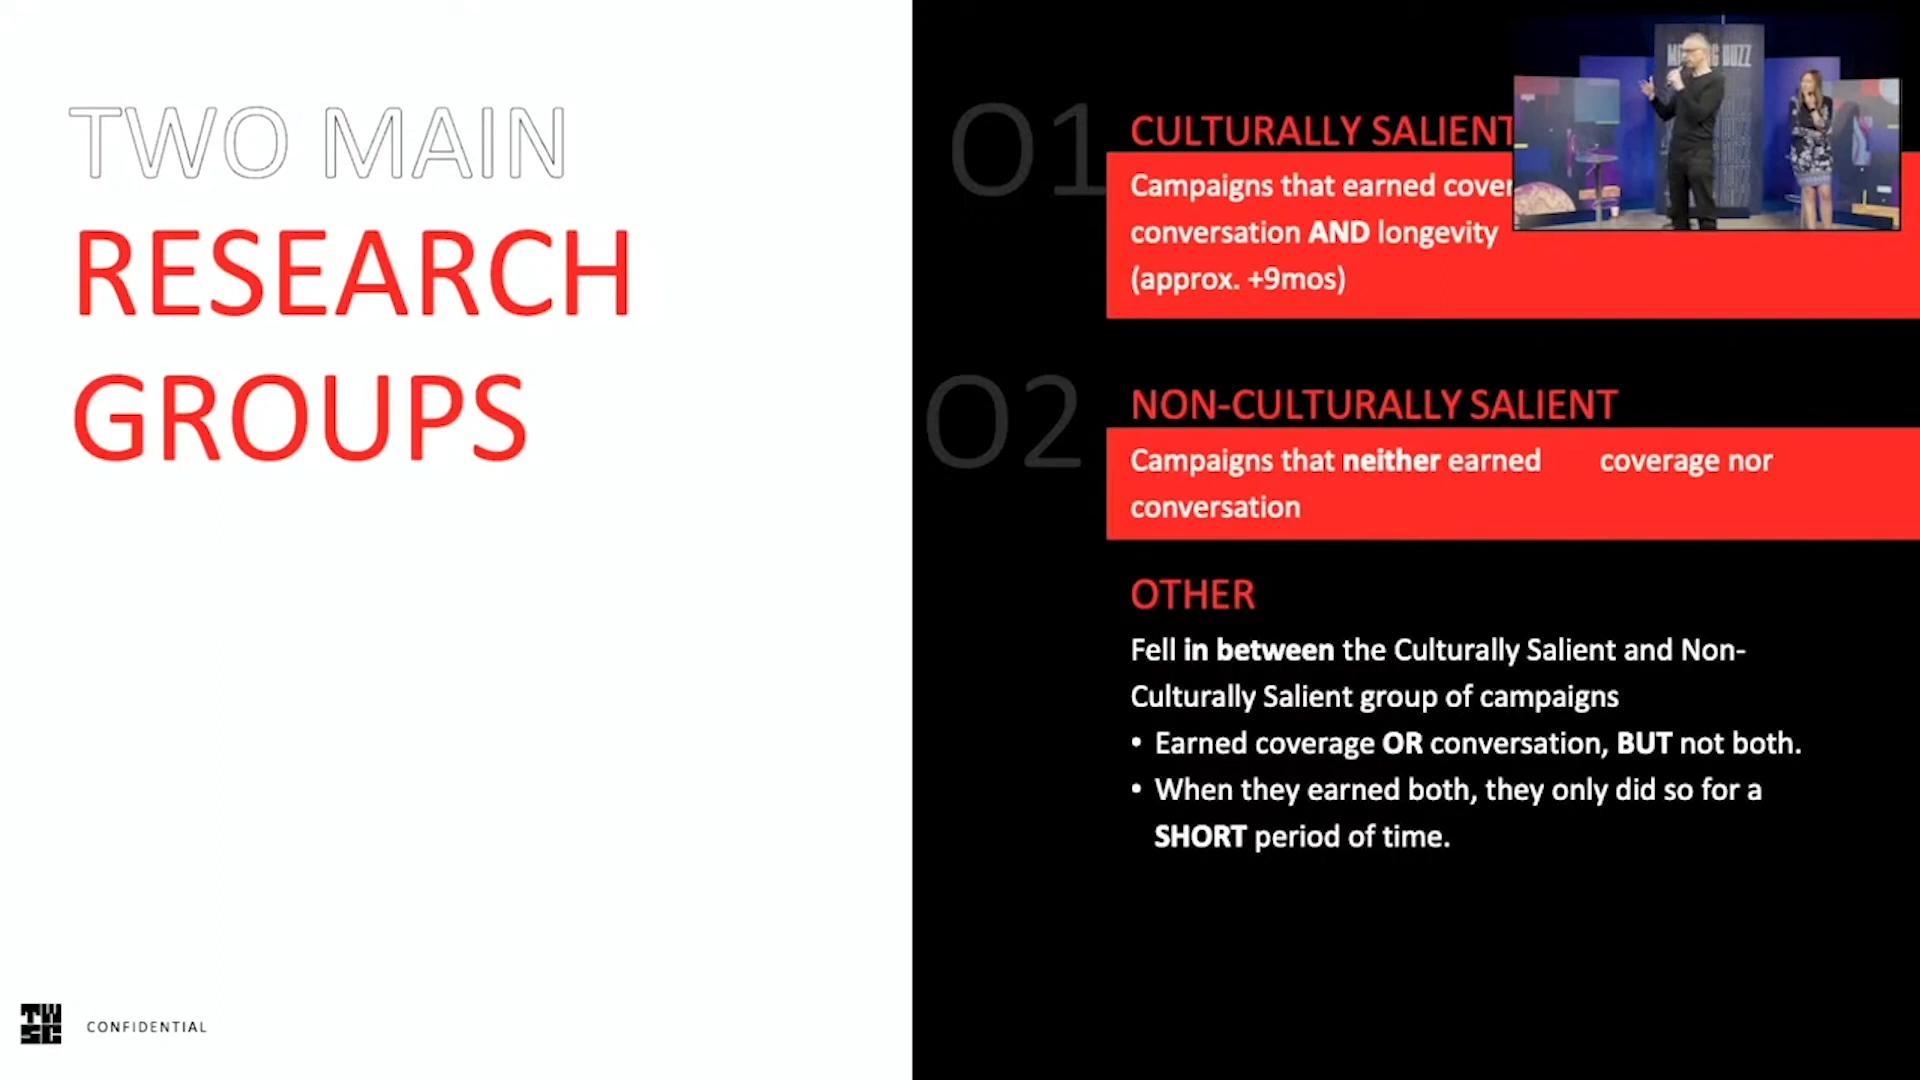 TWO MAIN
RESEARCH
GROUPS
01
CULTURALLY SALIENT
Campaigns that earned
conversation AND longevity
(approx. +9mos)
02
NON-CULTURALLY SALIENT
Campaigns that neither earned coverage nor
conversation
OTHER
Fell in between the Culturally Salient and Non-
Culturally Salient group of campaigns
• Earned coverage OR conversation, BUT not both.
• When they earned both, they only did so for a
SHORT period of time.
TW
SC
CONFIDENTIAL